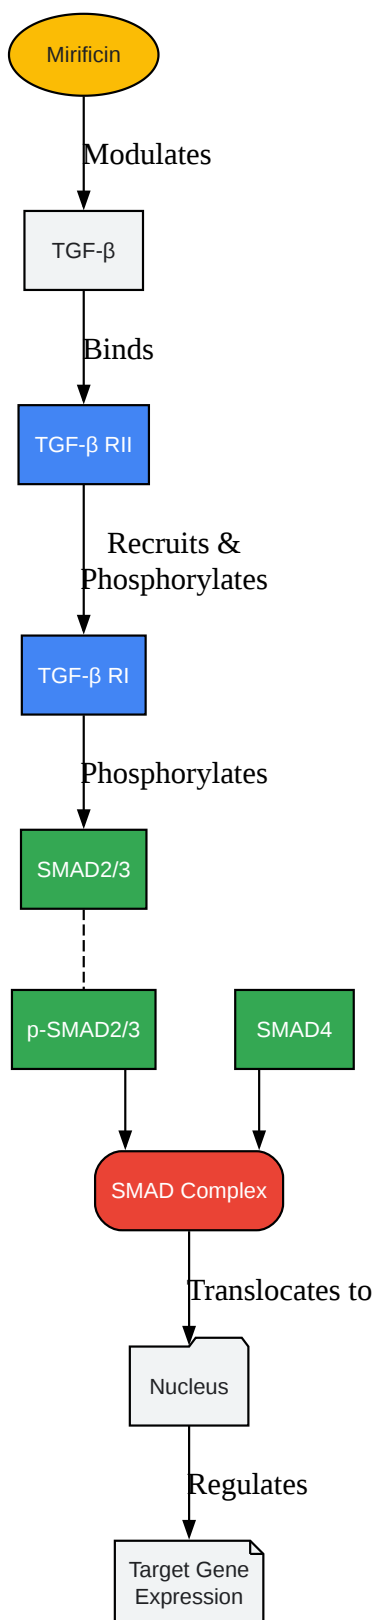 Mirificin
Modulates
TGF-β
Binds
TGF-β RII
Recruits &
Phosphorylates
TGF-β RI
Phosphorylates
SMAD2/3
p-SMAD2/3
SMAD4
SMAD Complex
Translocates to
Nucleus
Regulates
Target Gene
Expression